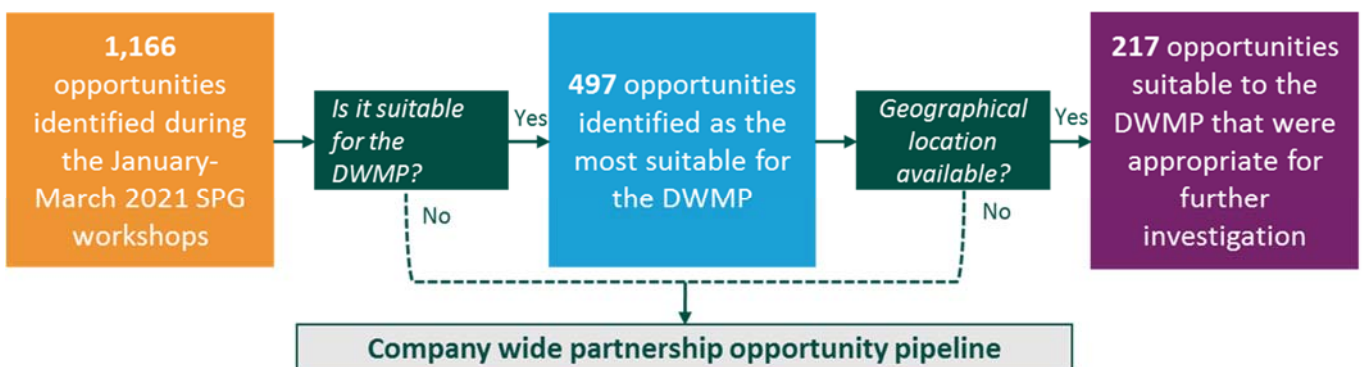 1,166
opportunities
identified during
the January-
March 2021 SPG
workshops
Is it suitable
for the
DWMP?
Yes
No
497 opportunities
identified as the
most suitable for
the DWMP
Geographical
location
available?
Yes
No
217 opportunities
suitable to the
DWMP that were
appropriate for
further
investigation
Company wide partnership opportunity pipeline